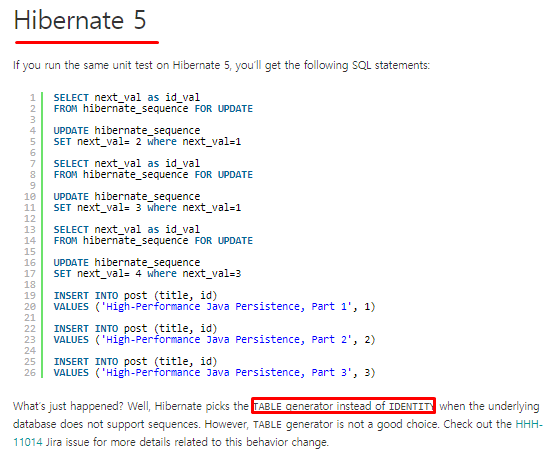 Hibernate 5
If you run the same unit test on Hibernate 5, you'll get the following SQL statements:
1 SELECT next_val as id_val
2 FROM hibernate_sequence FOR UPDATE
3
4 UPDATE hibernate_sequence
5 SET next_val= 2 where next_val=1
6
7 SELECT next_val as id_val
8 FROM hibernate_sequence FOR UPDATE
9
10 UPDATE hibernate_sequence
11 SET next_val= 3 where next_val=1
12
13 SELECT next_val as id_val
14 FROM hibernate_sequence FOR UPDATE
15
16 UPDATE hibernate_sequence
17 SET next_val= 4 where next_val=3
18
19 INSERT INTO post (title, id)
20 VALUES ('High-Performance Java Persistence, Part 1', 1)
21
22 INSERT INTO post (title, id)
23 VALUES ('High-Performance Java Persistence, Part 2', 2)
24
25 INSERT INTO post (title, id)
26 VALUES ('High-Performance Java Persistence, Part 3', 3)
What's just happened? Well, Hibernate picks the TABLE generator instead of IDENTITY when the underlying
database does not support sequences. However, TABLE generator is not a good choice. Check out the HHH-
11014 Jira issue for more details related to this behavior change.